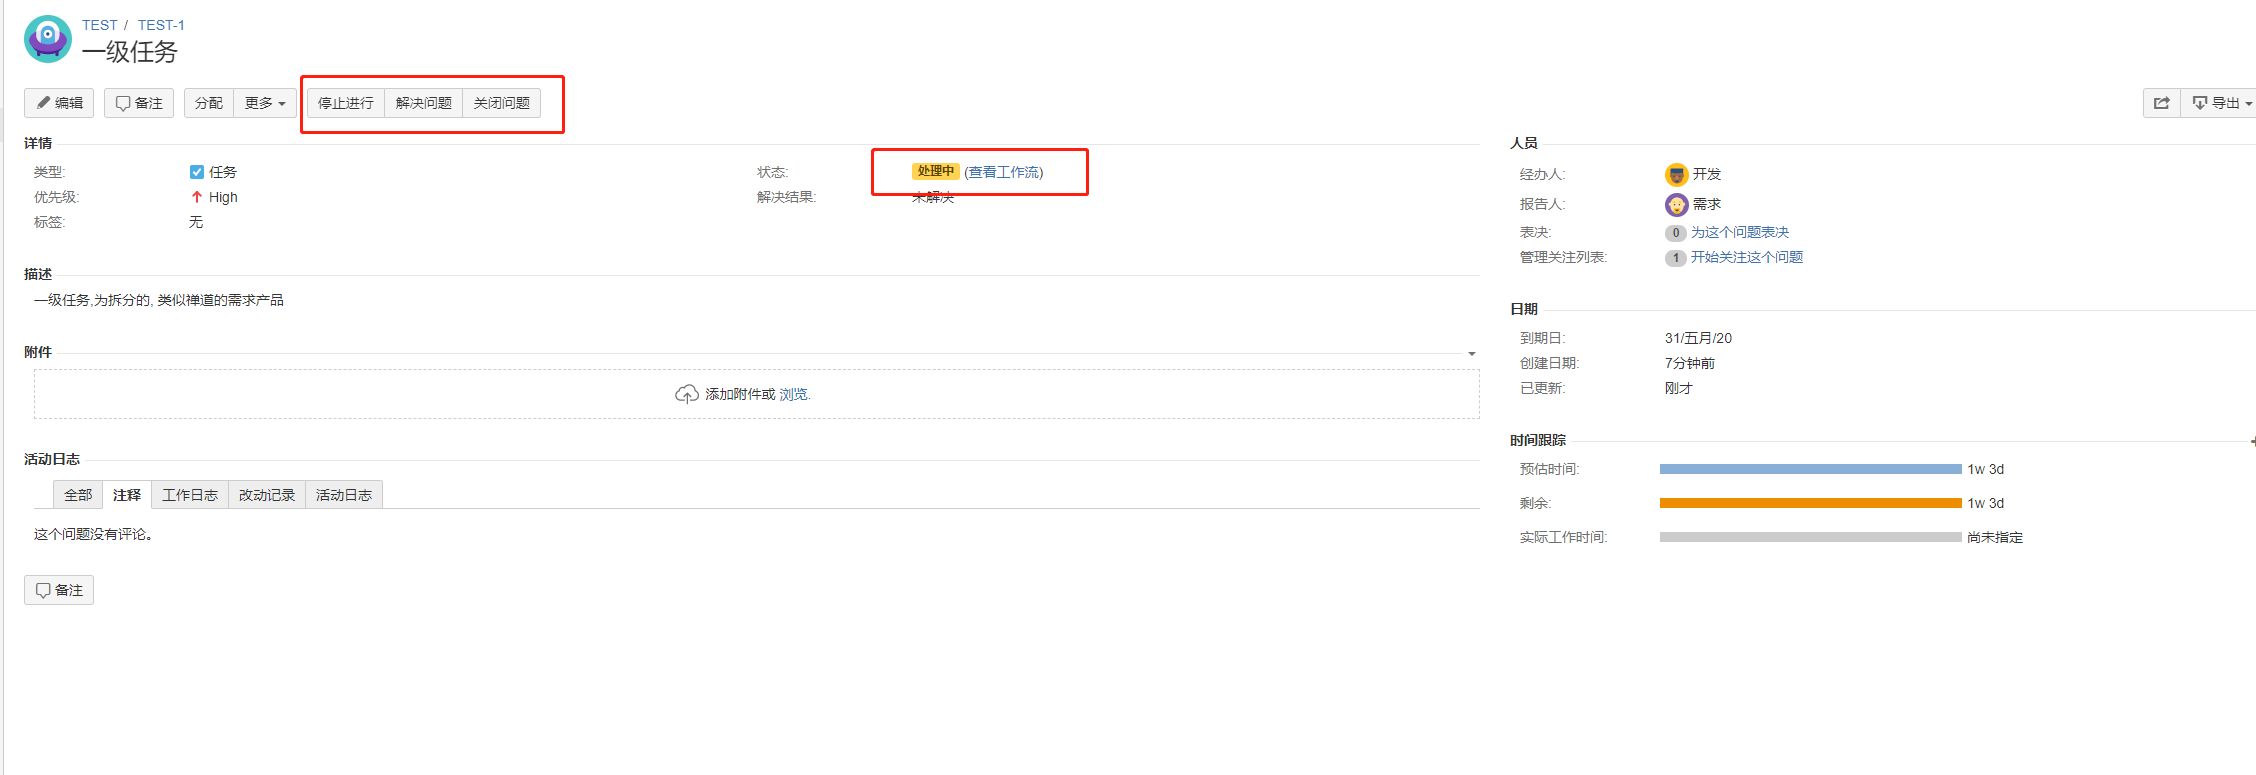 TEST / TEST-1
一级任务
编辑 备注 分配 更多 停止进行 解决问题 关闭问题 导出
详情
类型: 任务 状态: 处理中 (查看工作流)
优先级: High 解决结果: 未解决
标签: 无
描述
一级任务,为拆分的, 类似禅道的需求产品
附件
添加附件或 浏览.
活动日志
全部 注释 工作日志 改动记录 活动日志
这个问题没有评论。
备注
人员
经办人: 开发
报告人: 需求
表决: 0 为这个问题表决
管理关注列表: 1 开始关注这个问题
日期
到期日: 31/五月/20
创建日期: 7分钟前
已更新: 刚才
时间跟踪
预估时间: 1w 3d
剩余: 1w 3d
实际工作时间: 尚未指定